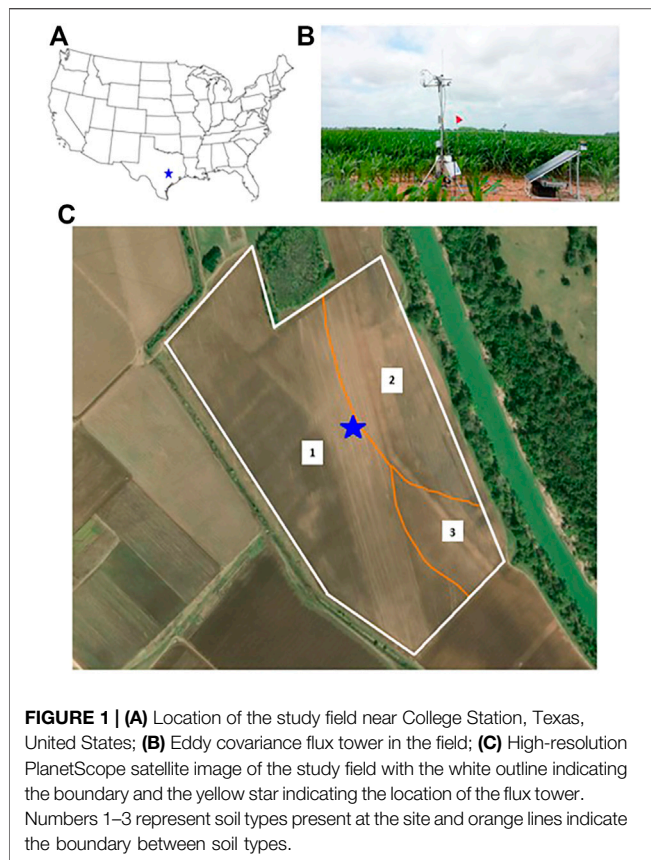 A
B
C
2
1
3
FIGURE 1 | (A) Location of the study field near College Station, Texas,
United States; (B) Eddy covariance flux tower in the field; (C) High-resolution
PlanetScope satellite image of the study field with the white outline indicating
the boundary and the yellow star indicating the location of the flux tower.
Numbers 1–3 represent soil types present at the site and orange lines indicate
the boundary between soil types.